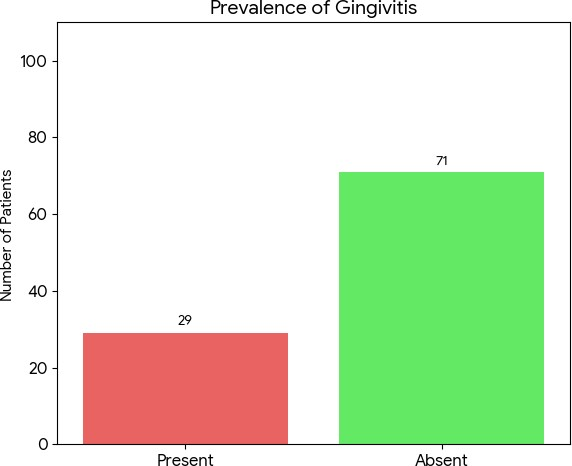 Prevalence of Gingivitis
Number of Patients
100
80
60
40
20
0
29
71
Present
Absent